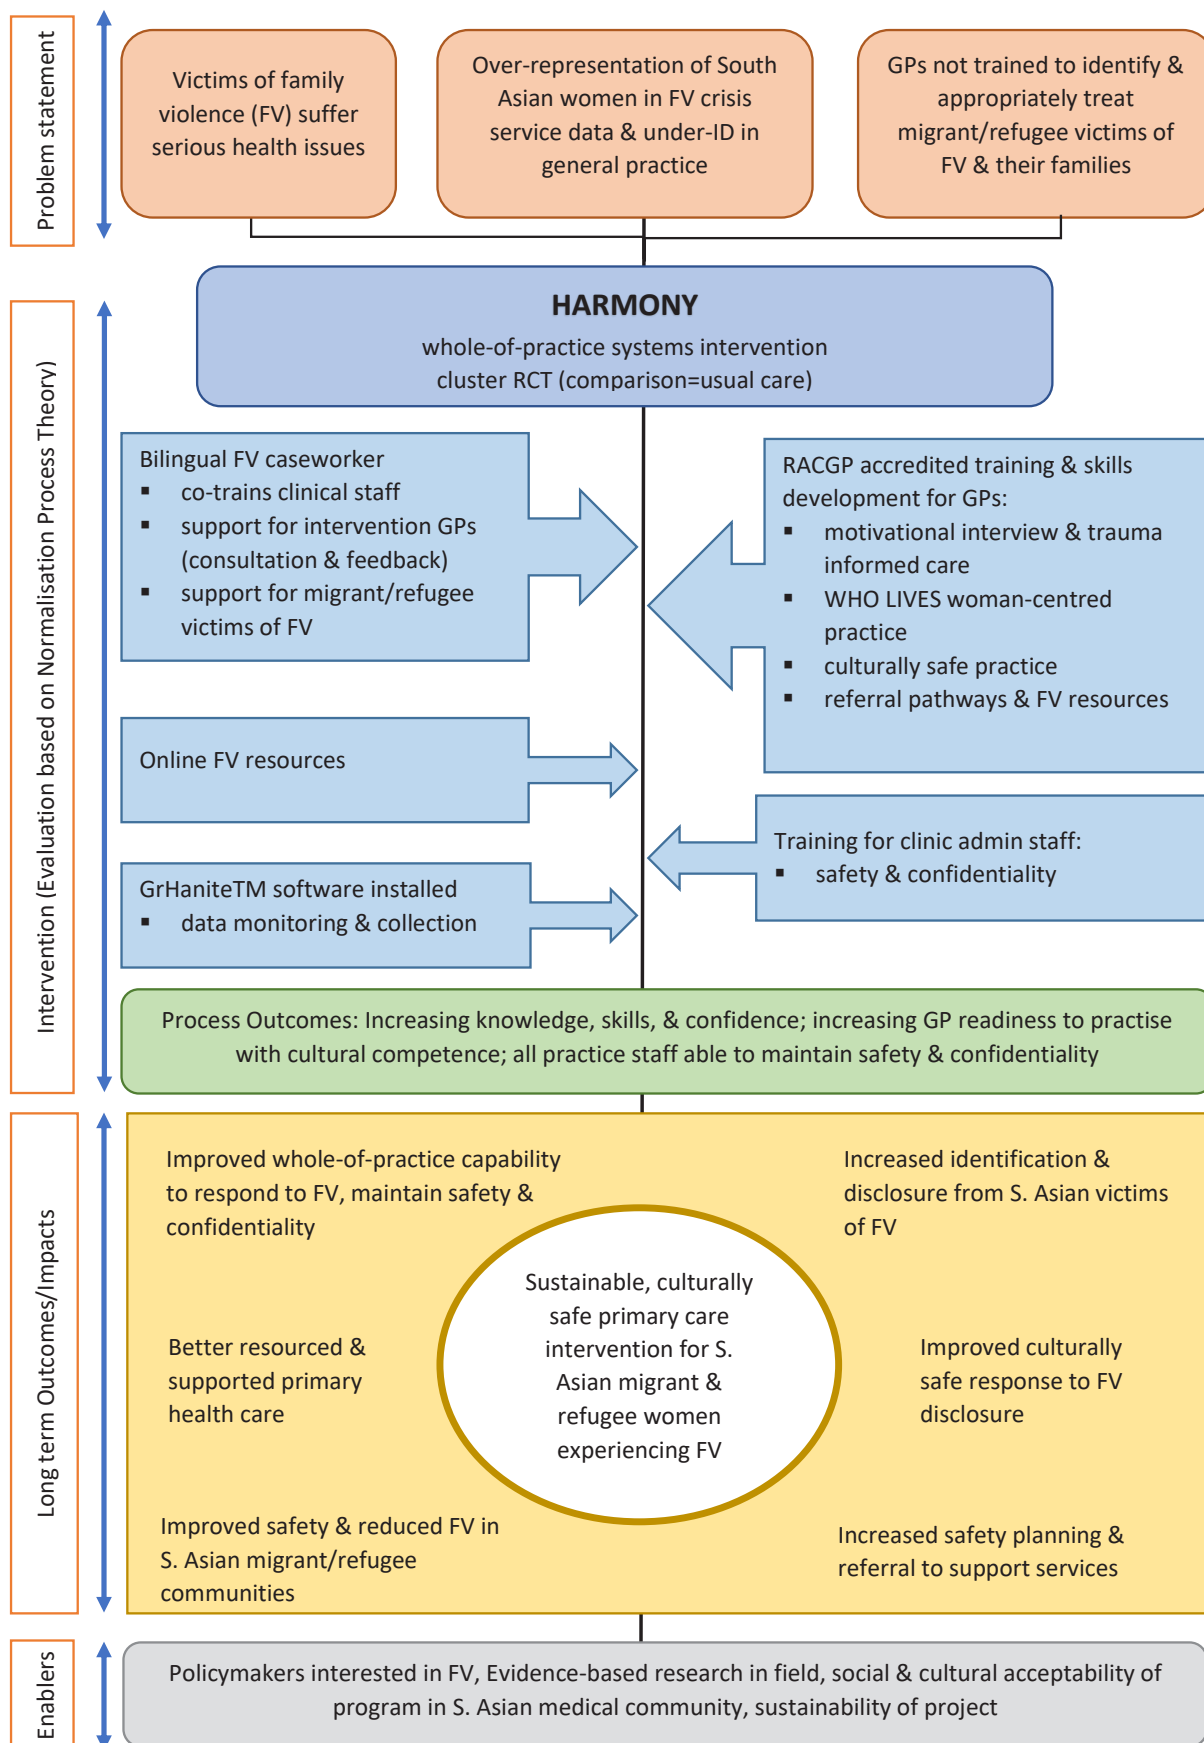 Problem statement
Victims of family
violence (FV) suffer
serious health issues
Over-representation of South
Asian women in FV crisis
service data & under-ID in
general practice
GPs not trained to identify &
appropriately treat
migrant/refugee victims of
FV & their families
Intervention (Evaluation based on Normalisation Process Theory)
HARMONY
whole-of-practice systems intervention
cluster RCT (comparison=usual care)
Bilingual FV caseworker
▪ co-trains clinical staff
▪ support for intervention GPs
(consultation & feedback)
▪ support for migrant/refugee
victims of FV
RACGP accredited training & skills
development for GPs:
▪ motivational interview & trauma
informed care
▪ WHO LIVES woman-centred
practice
▪ culturally safe practice
▪ referral pathways & FV resources
Online FV resources
Training for clinic admin staff:
▪ safety & confidentiality
GrHaniteTM software installed
▪ data monitoring & collection
Process Outcomes: Increasing knowledge, skills, & confidence; increasing GP readiness to practise
with cultural competence; all practice staff able to maintain safety & confidentiality
Long term Outcomes/Impacts
Improved whole-of-practice capability
to respond to FV, maintain safety &
confidentiality
Increased identification &
disclosure from S. Asian victims
of FV
Sustainable, culturally
safe primary care
intervention for S.
Asian migrant &
refugee women
experiencing FV
Better resourced &
supported primary
health care
Improved culturally
safe response to FV
disclosure
Improved safety & reduced FV in
S. Asian migrant/refugee
communities
Increased safety planning &
referral to support services
Enablers
Policymakers interested in FV, Evidence-based research in field, social & cultural acceptability of
program in S. Asian medical community, sustainability of project